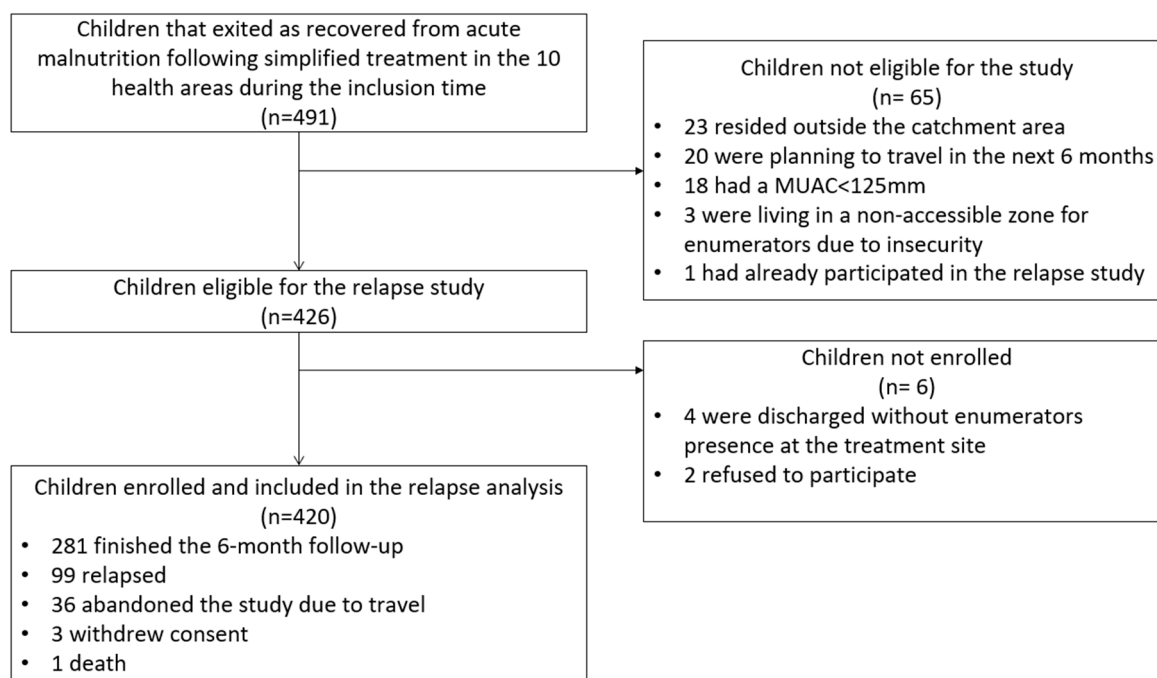 Children that exited as recovered from acute
malnutrition following simplified treatment in the 10
health areas during the inclusion time
(n=491)
Children not eligible for the study
(n= 65)
• 23 resided outside the catchment area
• 20 were planning to travel in the next 6 months
• 18 had a MUAC<125mm
• 3 were living in a non-accessible zone for
enumerators due to insecurity
• 1 had already participated in the relapse study
Children eligible for the relapse study
(n=426)
Children not enrolled
(n= 6)
• 4 were discharged without enumerators
presence at the treatment site
• 2 refused to participate
Children enrolled and included in the relapse analysis
(n=420)
• 281 finished the 6-month follow-up
• 99 relapsed
• 36 abandoned the study due to travel
• 3 withdrew consent
• 1 death